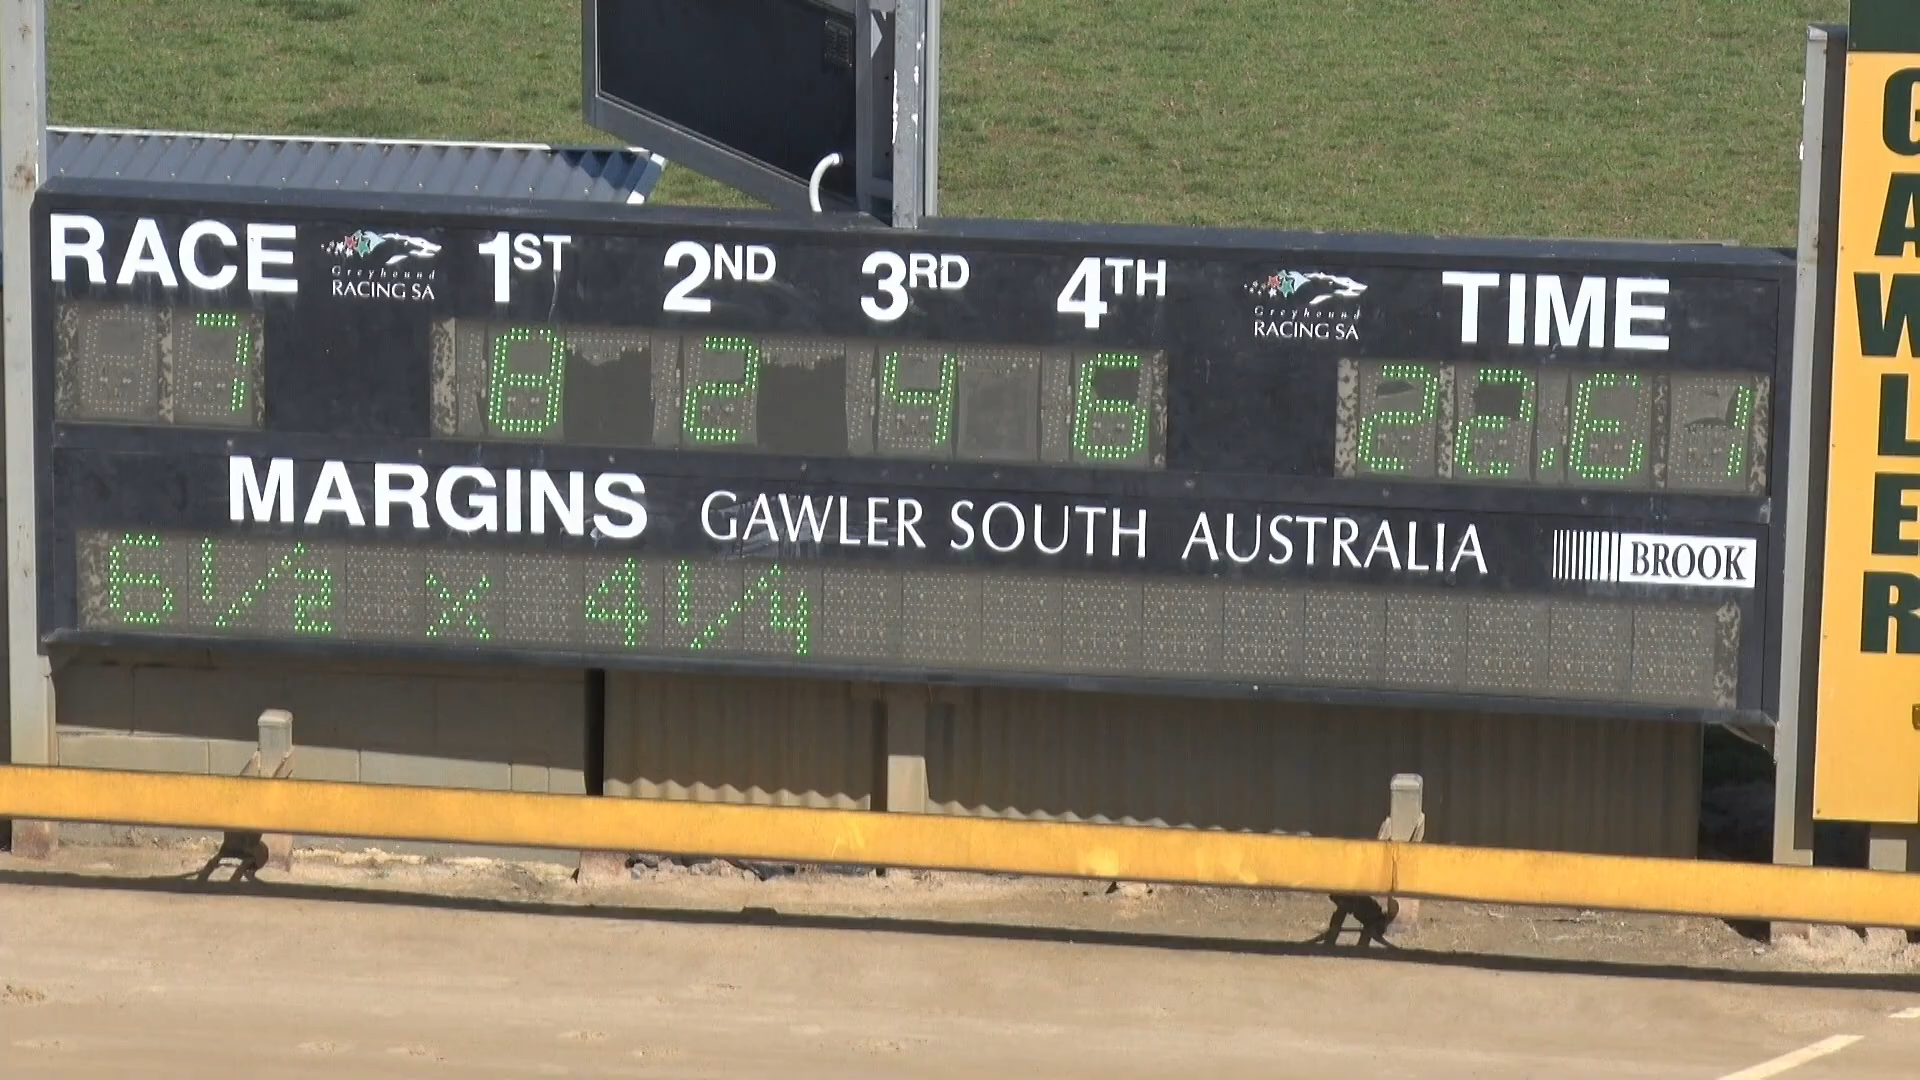 RACE Greyhound RACING SA 1ST 2ND 3RD 4TH Greyhound RACING SA TIME
7 8 2 4 6 22.61
MARGINS GAWLER SOUTH AUSTRALIA BROOK
6 1/2 X 4 1/4
GAWLER